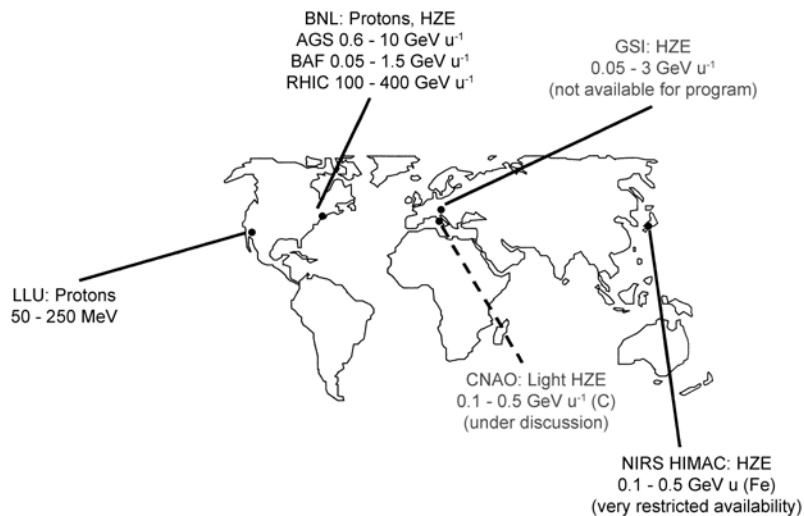 BNL: Protons, HZE
AGS 0.6 - 10 GeV u⁻¹
BAF 0.05 - 1.5 GeV u⁻¹
RHIC 100 - 400 GeV u⁻¹
GSI: HZE
0.05 - 3 GeV u⁻¹
(not available for program)
LLU: Protons
50 - 250 MeV
CNAO: Light HZE
0.1 - 0.5 GeV u⁻¹ (C)
(under discussion)
NIRS HIMAC: HZE
0.1 - 0.5 GeV u (Fe)
(very restricted availability)